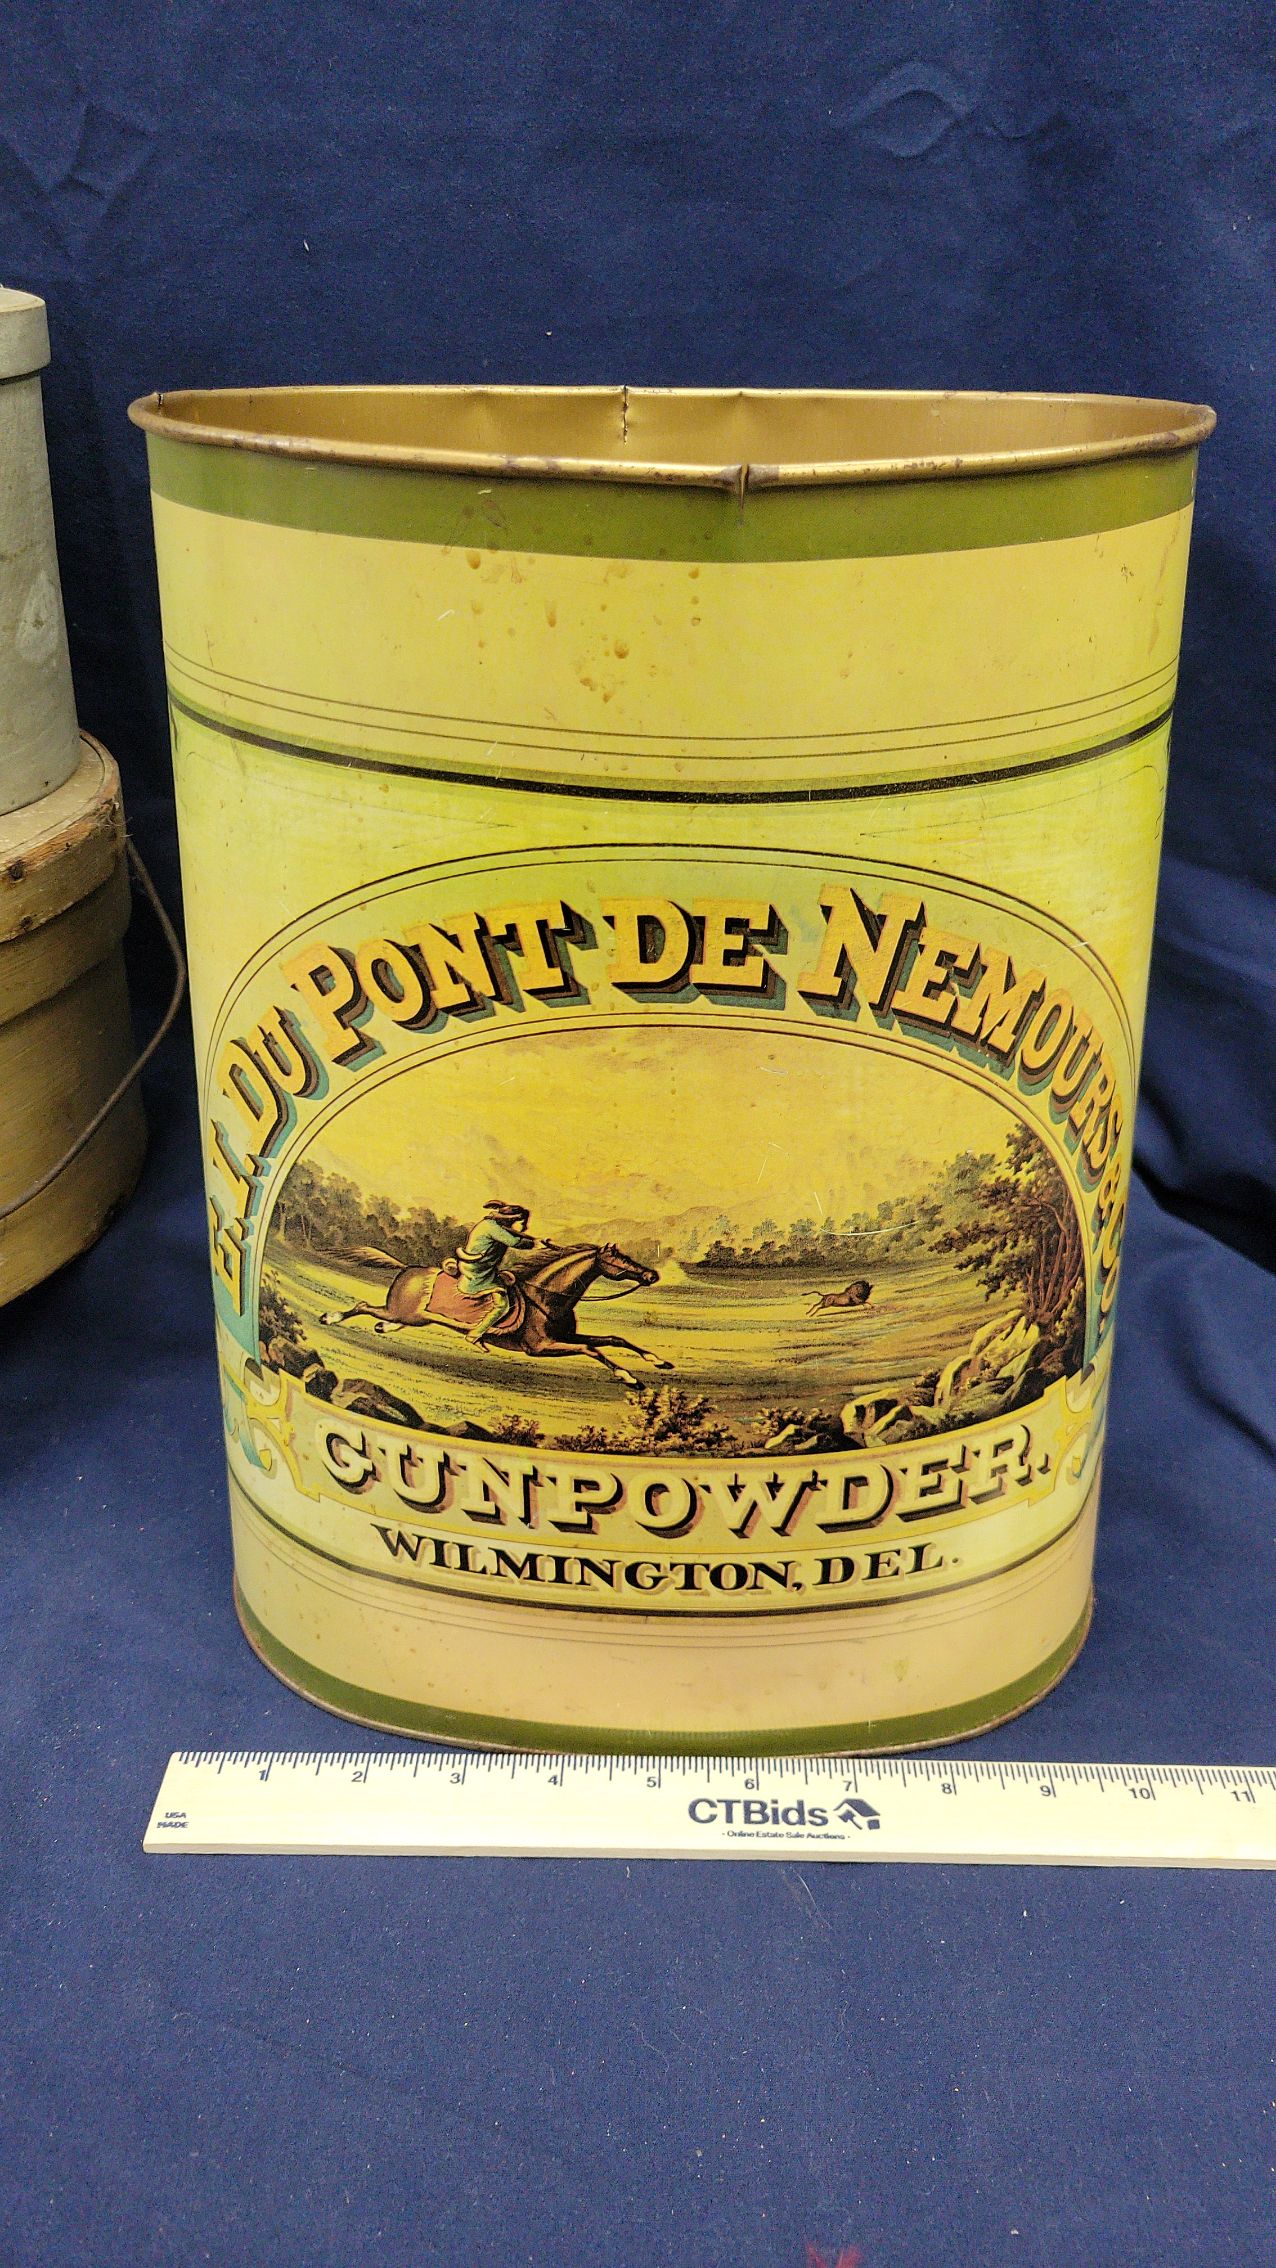 E.I. DU PONT DE NEMOURS & CO.
GUNPOWDER.
WILMINGTON, DEL.
1 2 3 4 5 6 7 8 9 10 11
USA
MADE
CTBids
- Online Estate Sale Auctions -